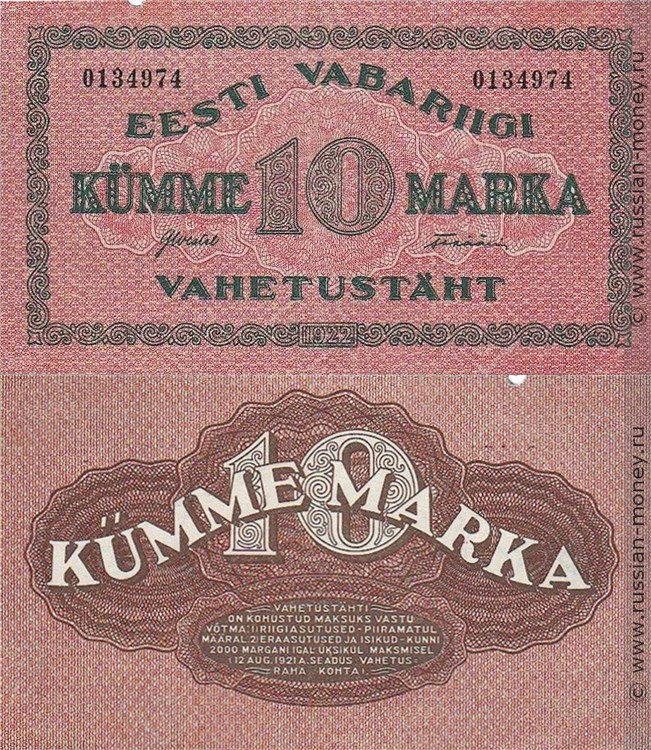 0134974 0134974
EESTI VABARIIGI
KÜMME 10 MARKA
VAHETUSTÄHT
1922
10
KÜMME MARKA
VAHETUSTÄHTI
ON KOHUSTUD MAKSUKS VASTU
VÕTMA: 1) RIIGIASUTUSED - PIIRAMATUL
MÄÄRAL, 2) ERAASUTUSED JA ISIKUD - KUNNI
2000 MARGANI IGAL ÜKSIKUL MAKSMISEL
(12 AUG. 1921 A. SEADUS VAHETUS-
RAHA KOHTA).
© www.russian-money.ru
© www.russian-money.ru